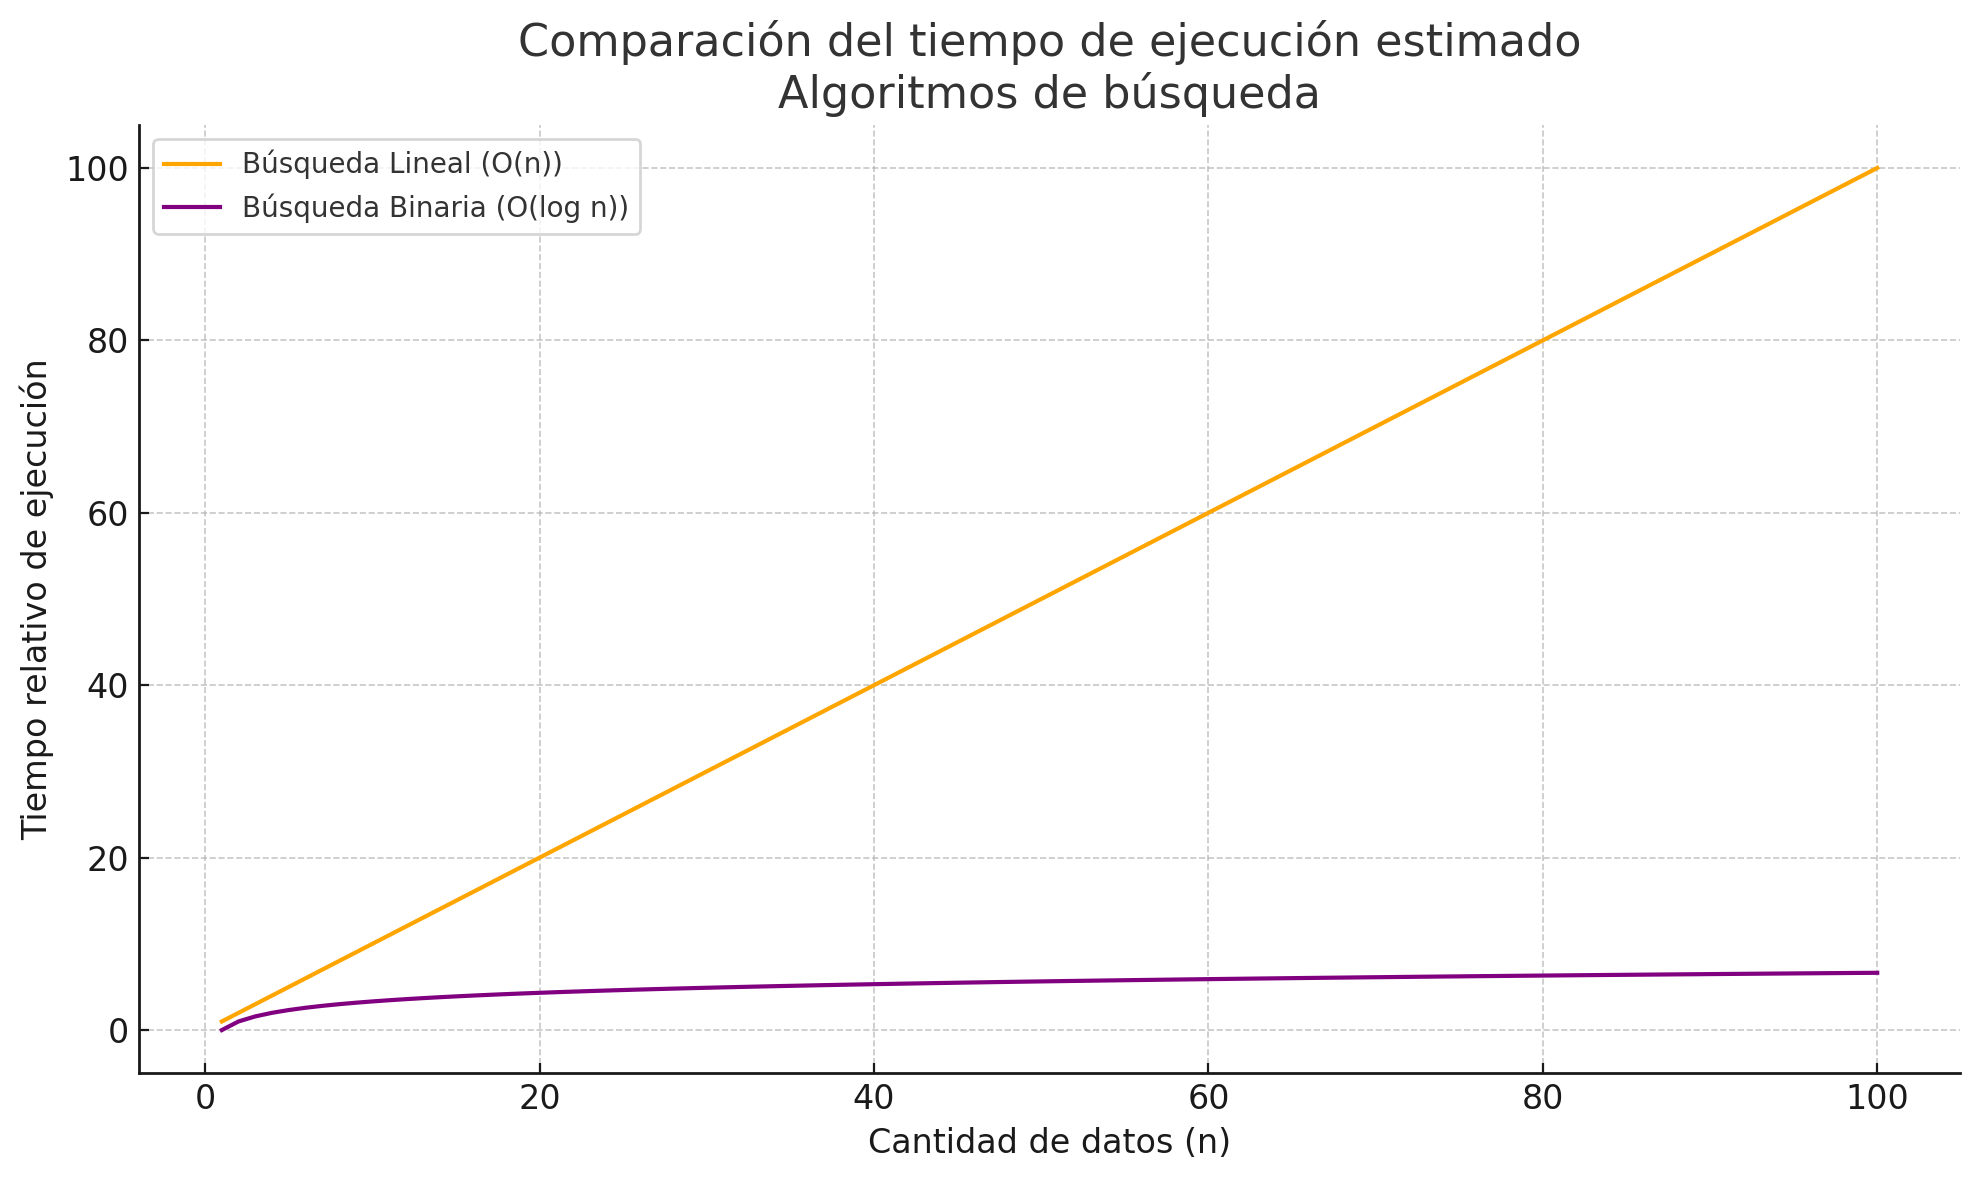 Comparación del tiempo de ejecución estimado
Algoritmos de búsqueda
Búsqueda Lineal (O(n))
Búsqueda Binaria (O(log n))
Tiempo relativo de ejecución
100
80
60
40
20
0
0 20 40 60 80 100
Cantidad de datos (n)